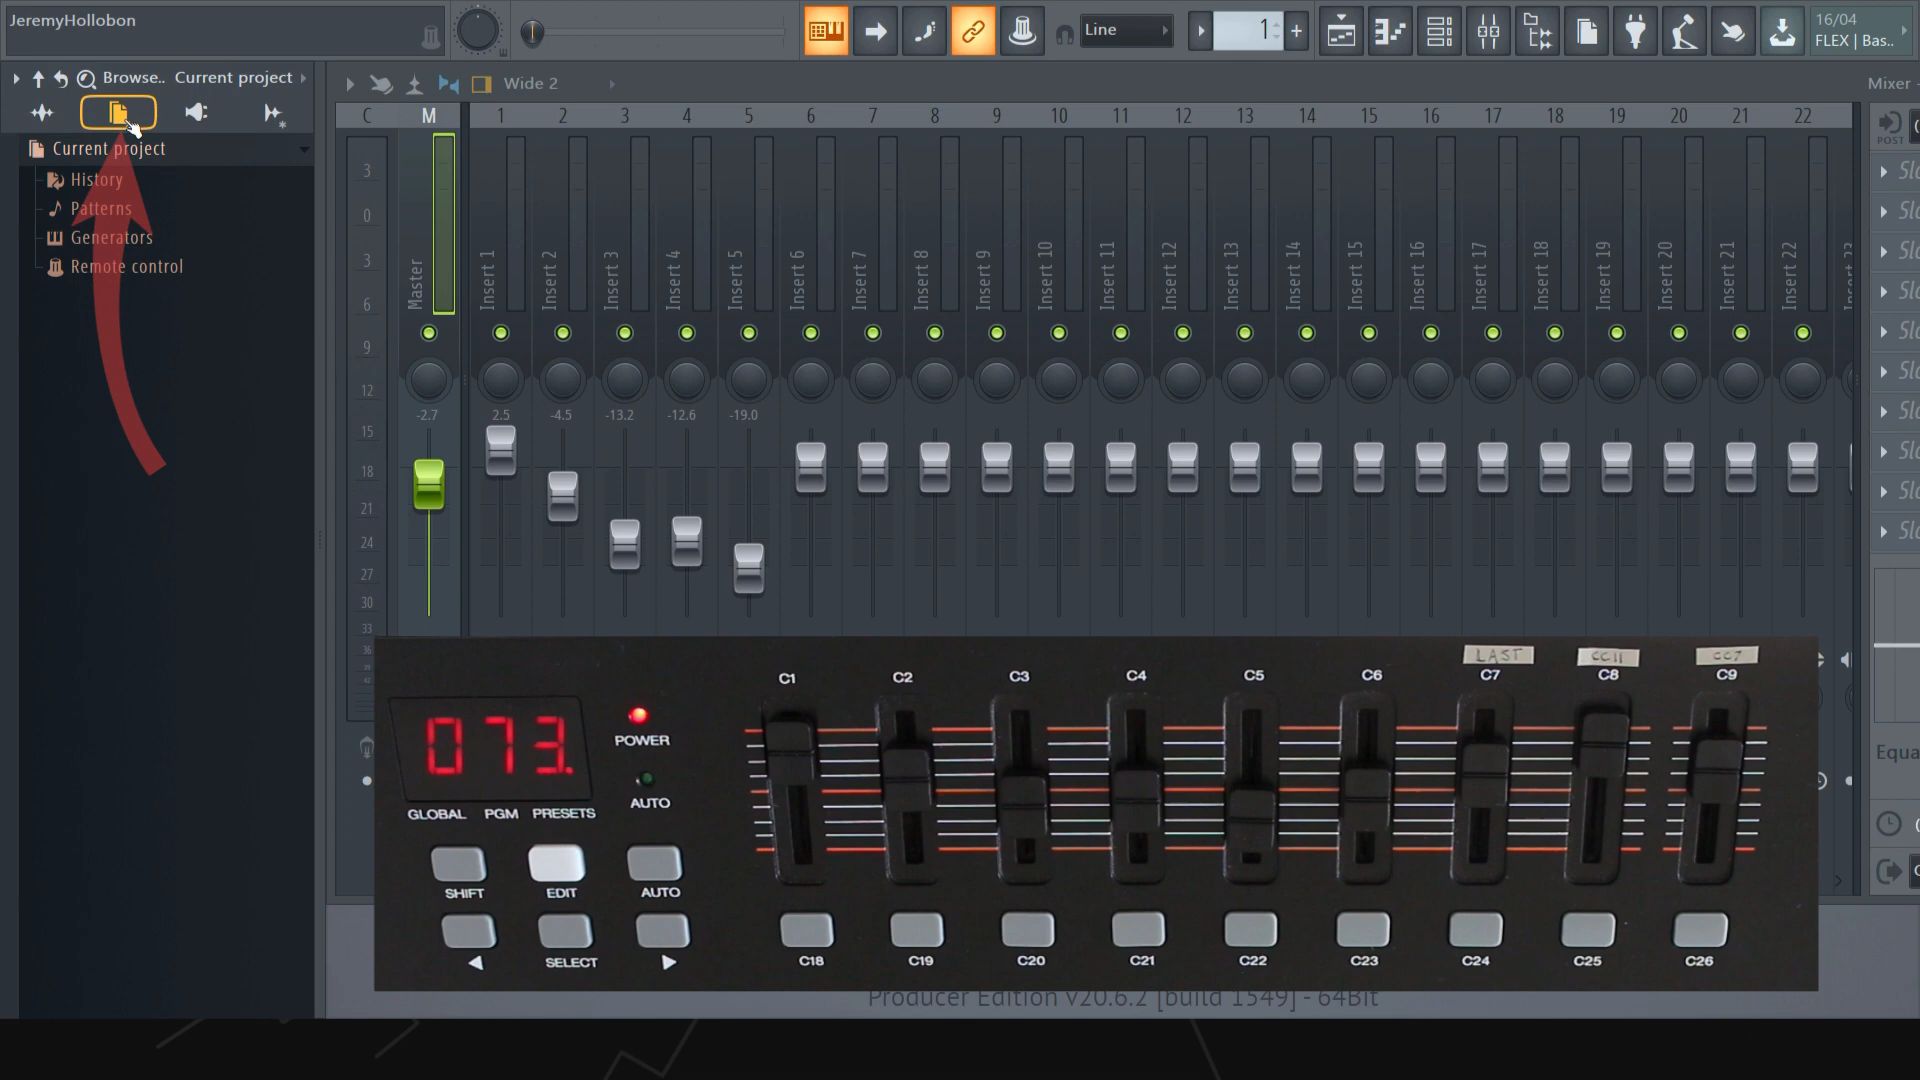 JeremyHollobon
Line
1
16/04
FLEX | Bas..
Browse.. Current project
Wide 2
Mixer
C M 1 2 3 4 5 6 7 8 9 10 11 12 13 14 15 16 17 18 19 20 21 22
POST
Current project
History
Patterns
Generators
Remote control
3
0
3
6
9
12
15
18
21
24
27
30
33
36
Master
Insert 1
Insert 2
Insert 3
Insert 4
Insert 5
Insert 6
Insert 7
Insert 8
Insert 9
Insert 10
Insert 11
Insert 12
Insert 13
Insert 14
Insert 15
Insert 16
Insert 17
Insert 18
Insert 19
Insert 20
Insert 21
Insert 22
-2.7 2.5 -4.5 -13.2 -12.6 -19.0
LAST CC11 CC7
C1 C2 C3 C4 C5 C6 C7 C8 C9
073.
POWER
AUTO
GLOBAL PGM PRESETS
SHIFT EDIT AUTO
SELECT
C18 C19 C20 C21 C22 C23 C24 C25 C26
Equa
Producer Edition v20.6.2 [build 1549] - 64Bit